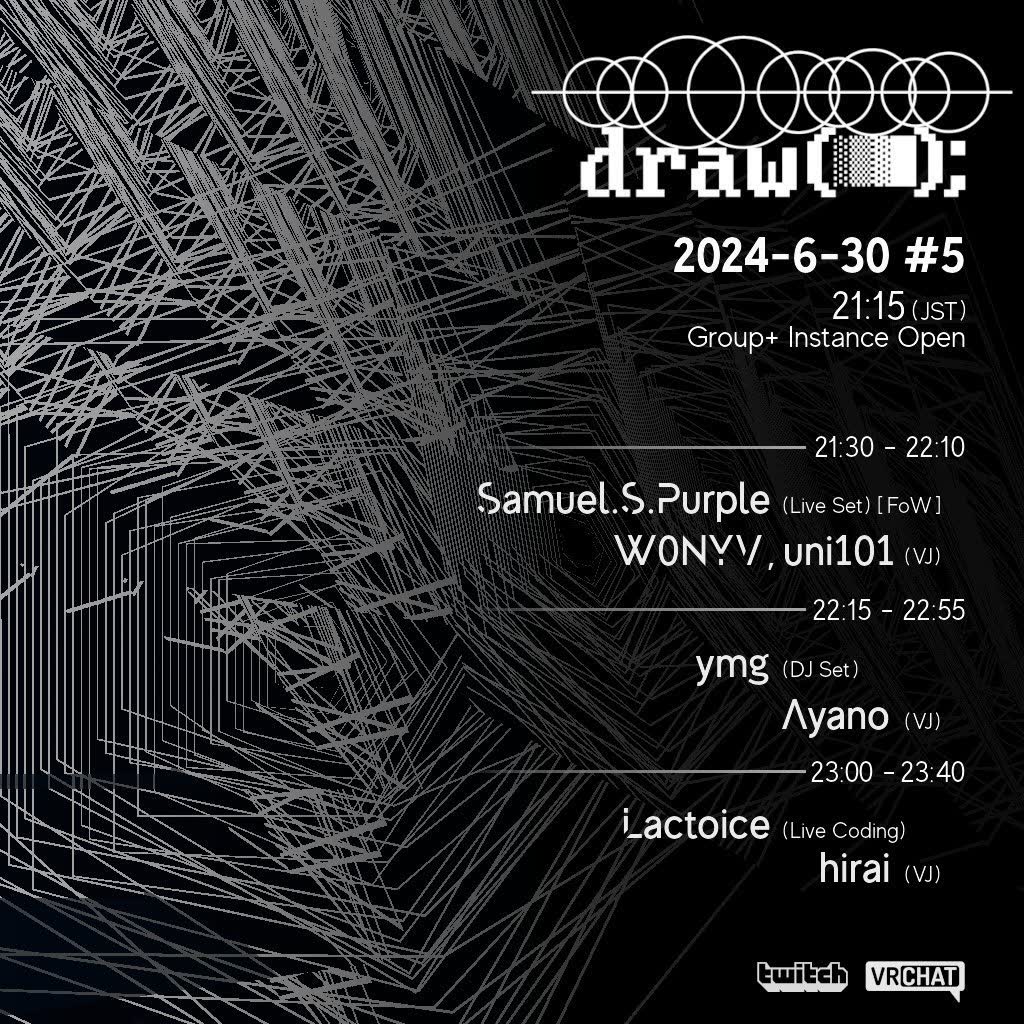 draw( );
2024-6-30 #5
21:15 (JST)
Group+ Instance Open
21:30 - 22:10
Samuel.S.Purple (Live Set) [FoW]
W0NYV, uni101 (VJ)
22:15 - 22:55
ymg (DJ Set)
Ayano (VJ)
23:00 - 23:40
Lactoice (Live Coding)
hirai (VJ)
twitch VRCHAT